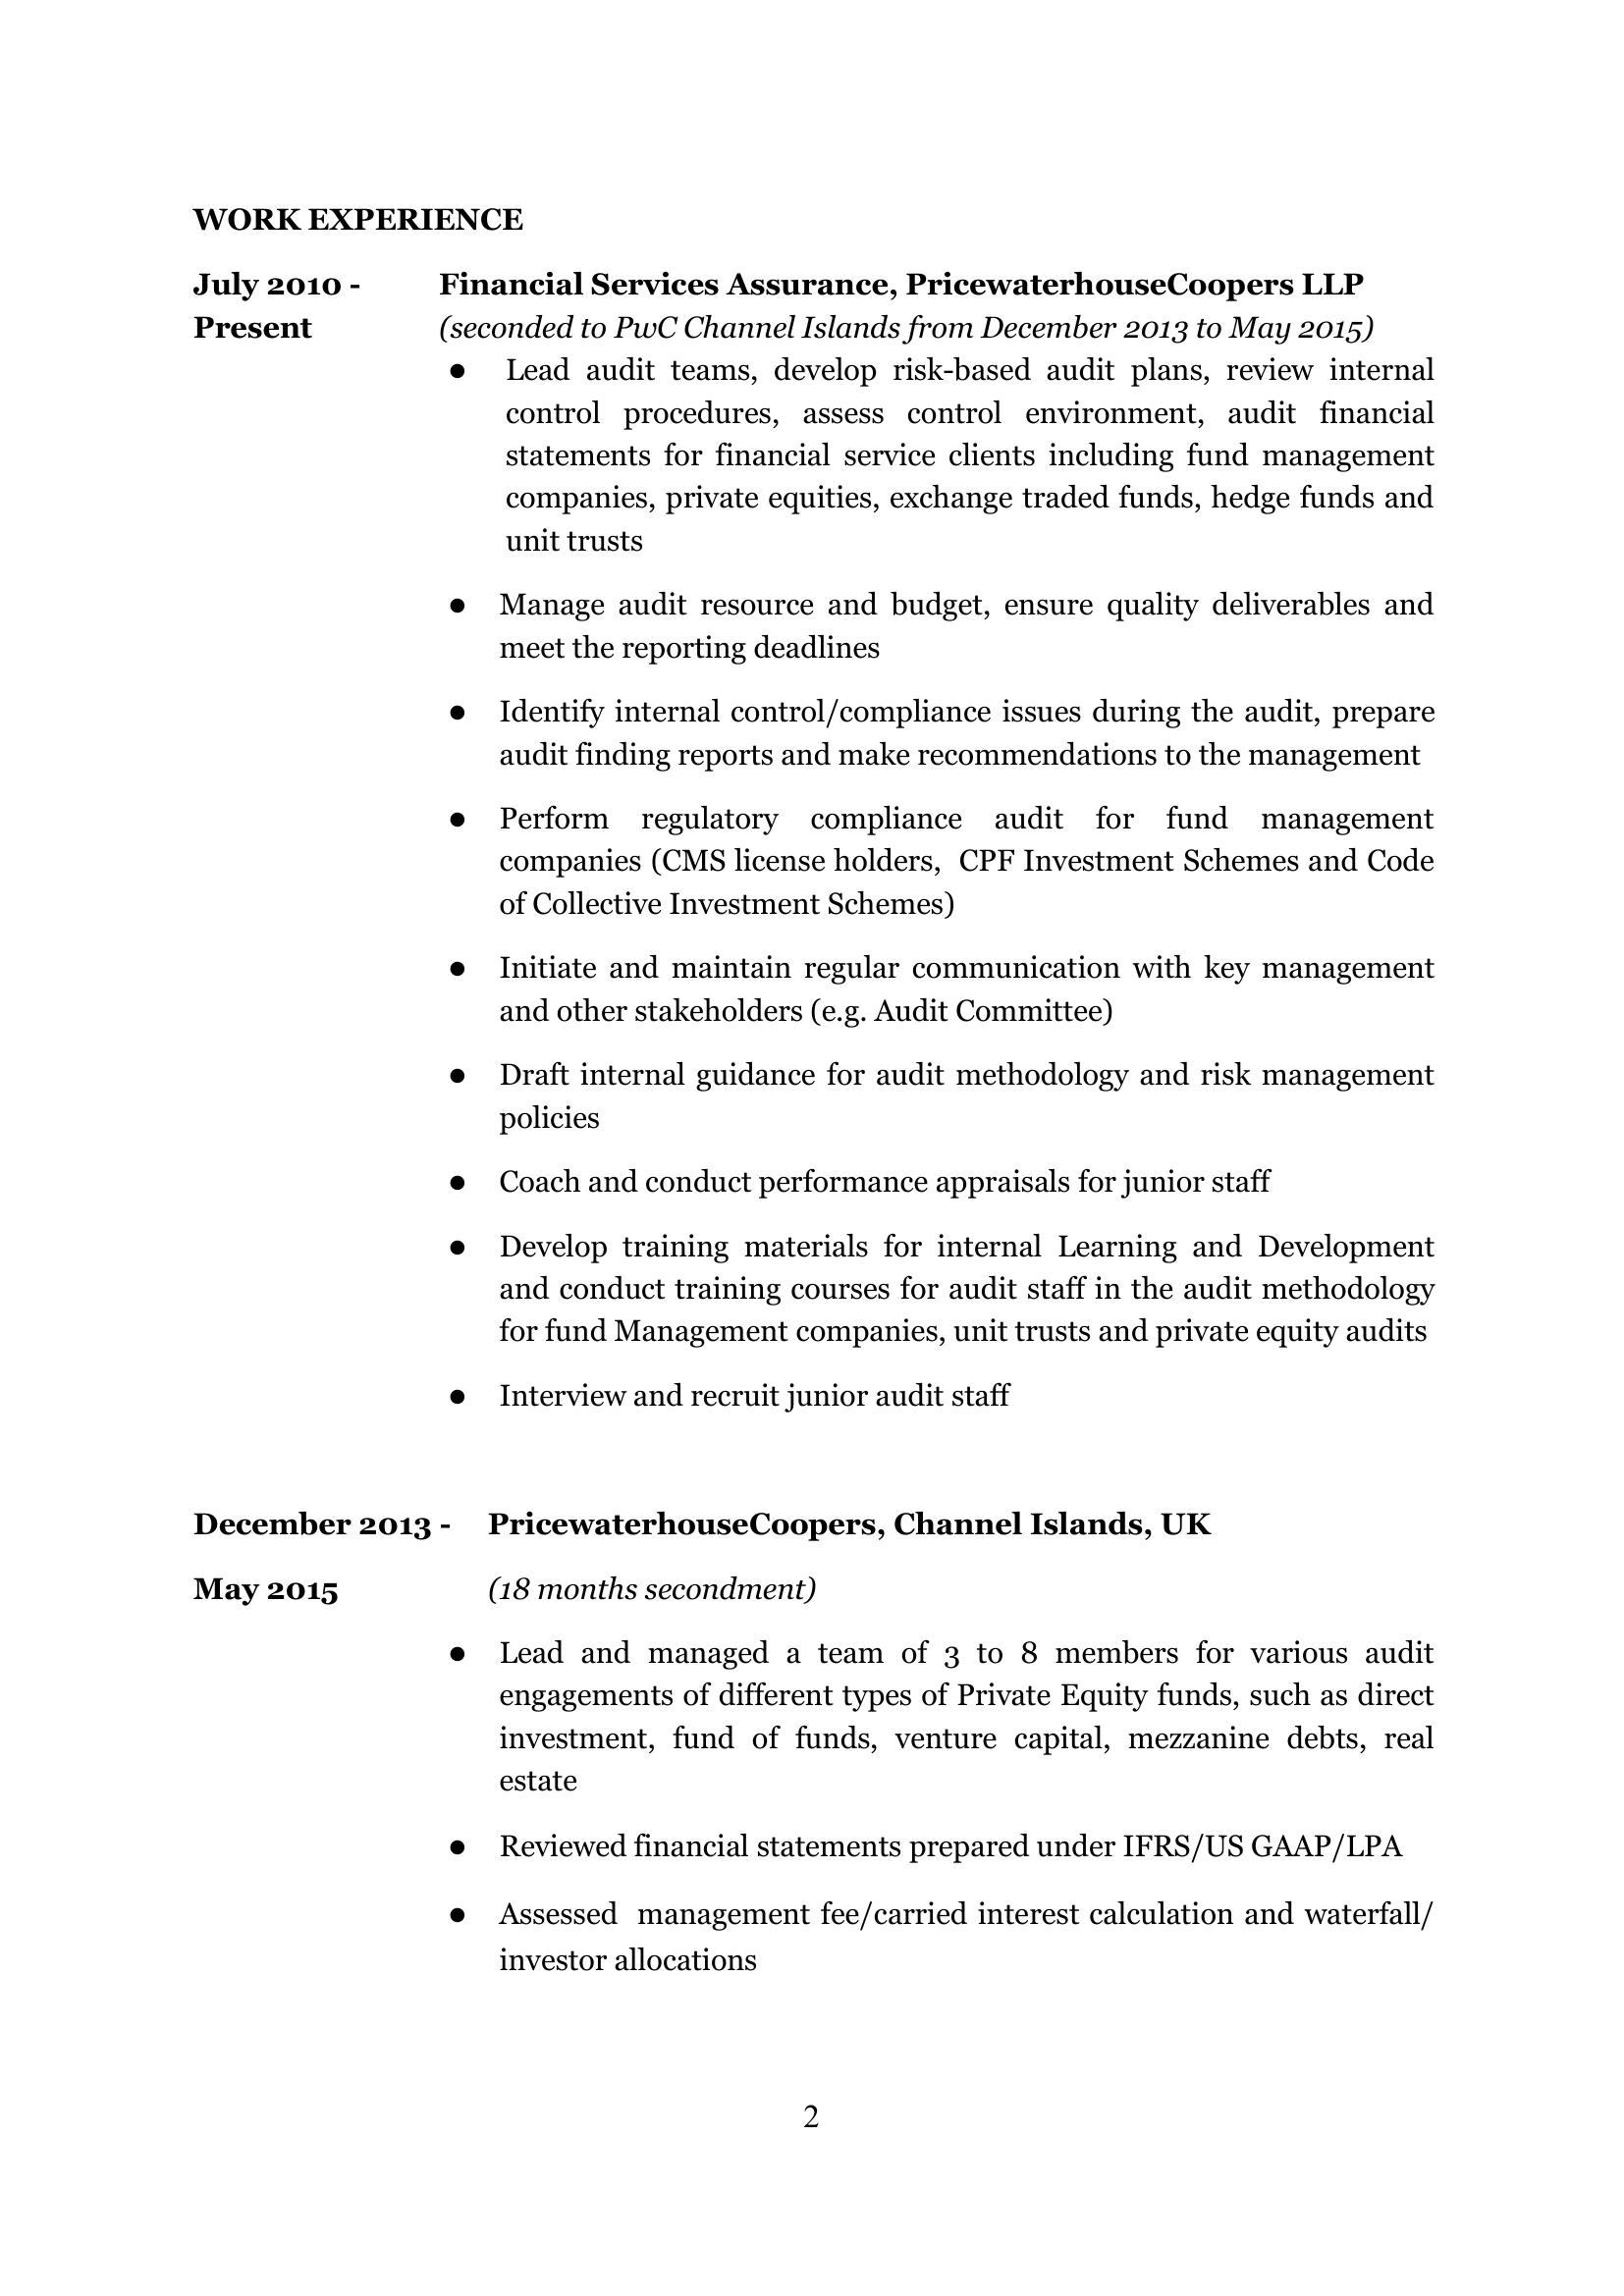 WORK EXPERIENCE
July 2010 - Financial Services Assurance, PricewaterhouseCoopers LLP
Present (seconded to PwC Channel Islands from December 2013 to May 2015)
● Lead audit teams, develop risk-based audit plans, review internal
control procedures, assess control environment, audit financial
statements for financial service clients including fund management
companies, private equities, exchange traded funds, hedge funds and
unit trusts
● Manage audit resource and budget, ensure quality deliverables and
meet the reporting deadlines
● Identify internal control/compliance issues during the audit, prepare
audit finding reports and make recommendations to the management
● Perform regulatory compliance audit for fund management
companies (CMS license holders, CPF Investment Schemes and Code
of Collective Investment Schemes)
● Initiate and maintain regular communication with key management
and other stakeholders (e.g. Audit Committee)
● Draft internal guidance for audit methodology and risk management
policies
● Coach and conduct performance appraisals for junior staff
● Develop training materials for internal Learning and Development
and conduct training courses for audit staff in the audit methodology
for fund Management companies, unit trusts and private equity audits
● Interview and recruit junior audit staff
December 2013 - PricewaterhouseCoopers, Channel Islands, UK
May 2015 (18 months secondment)
● Lead and managed a team of 3 to 8 members for various audit
engagements of different types of Private Equity funds, such as direct
investment, fund of funds, venture capital, mezzanine debts, real
estate
● Reviewed financial statements prepared under IFRS/US GAAP/LPA
● Assessed management fee/carried interest calculation and waterfall/
investor allocations
2